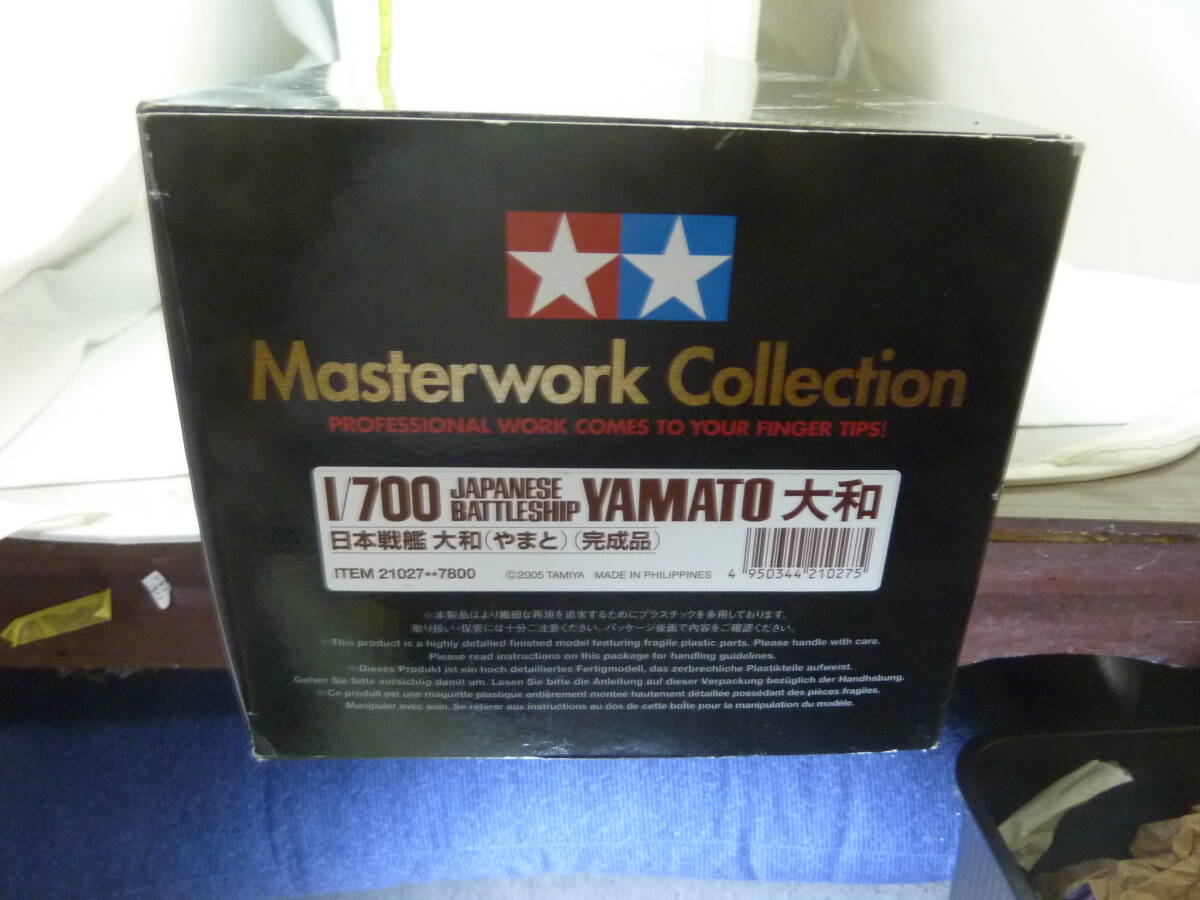 Masterwork Collection
PROFESSIONAL WORK COMES TO YOUR FINGER TIPS!
1/700 JAPANESE BATTLESHIP YAMATO 大和
日本戦艦 大和(やまと)(完成品)
ITEM 21027**7800 ©2005 TAMIYA MADE IN PHILIPPINES 4 950344 210275
※本製品はより繊細な再現を追求するためにプラスチックを多用しております。
取り扱い・保管には十分ご注意ください。パッケージ後面で内容をご確認ください。
※This product is a highly detailed finished model featuring fragile plastic parts. Please handle with care.
Please read instructions on this package for handling guidelines.
※Dieses Produkt ist ein hoch detailliertes Fertigmodell, das zerbrechliche Plastikteile aufweist.
Gehen Sie bitte vorsichtig damit um. Lesen Sie bitte die Anleitung auf dieser Verpackung bezüglich der Handhabung.
※Ce produit est une maquette plastique entièrement montée hautement détaillée possédant des pièces fragiles.
Manipuler avec soin. Se référer aux instructions au dos de cette boîte pour la manipulation du modèle.